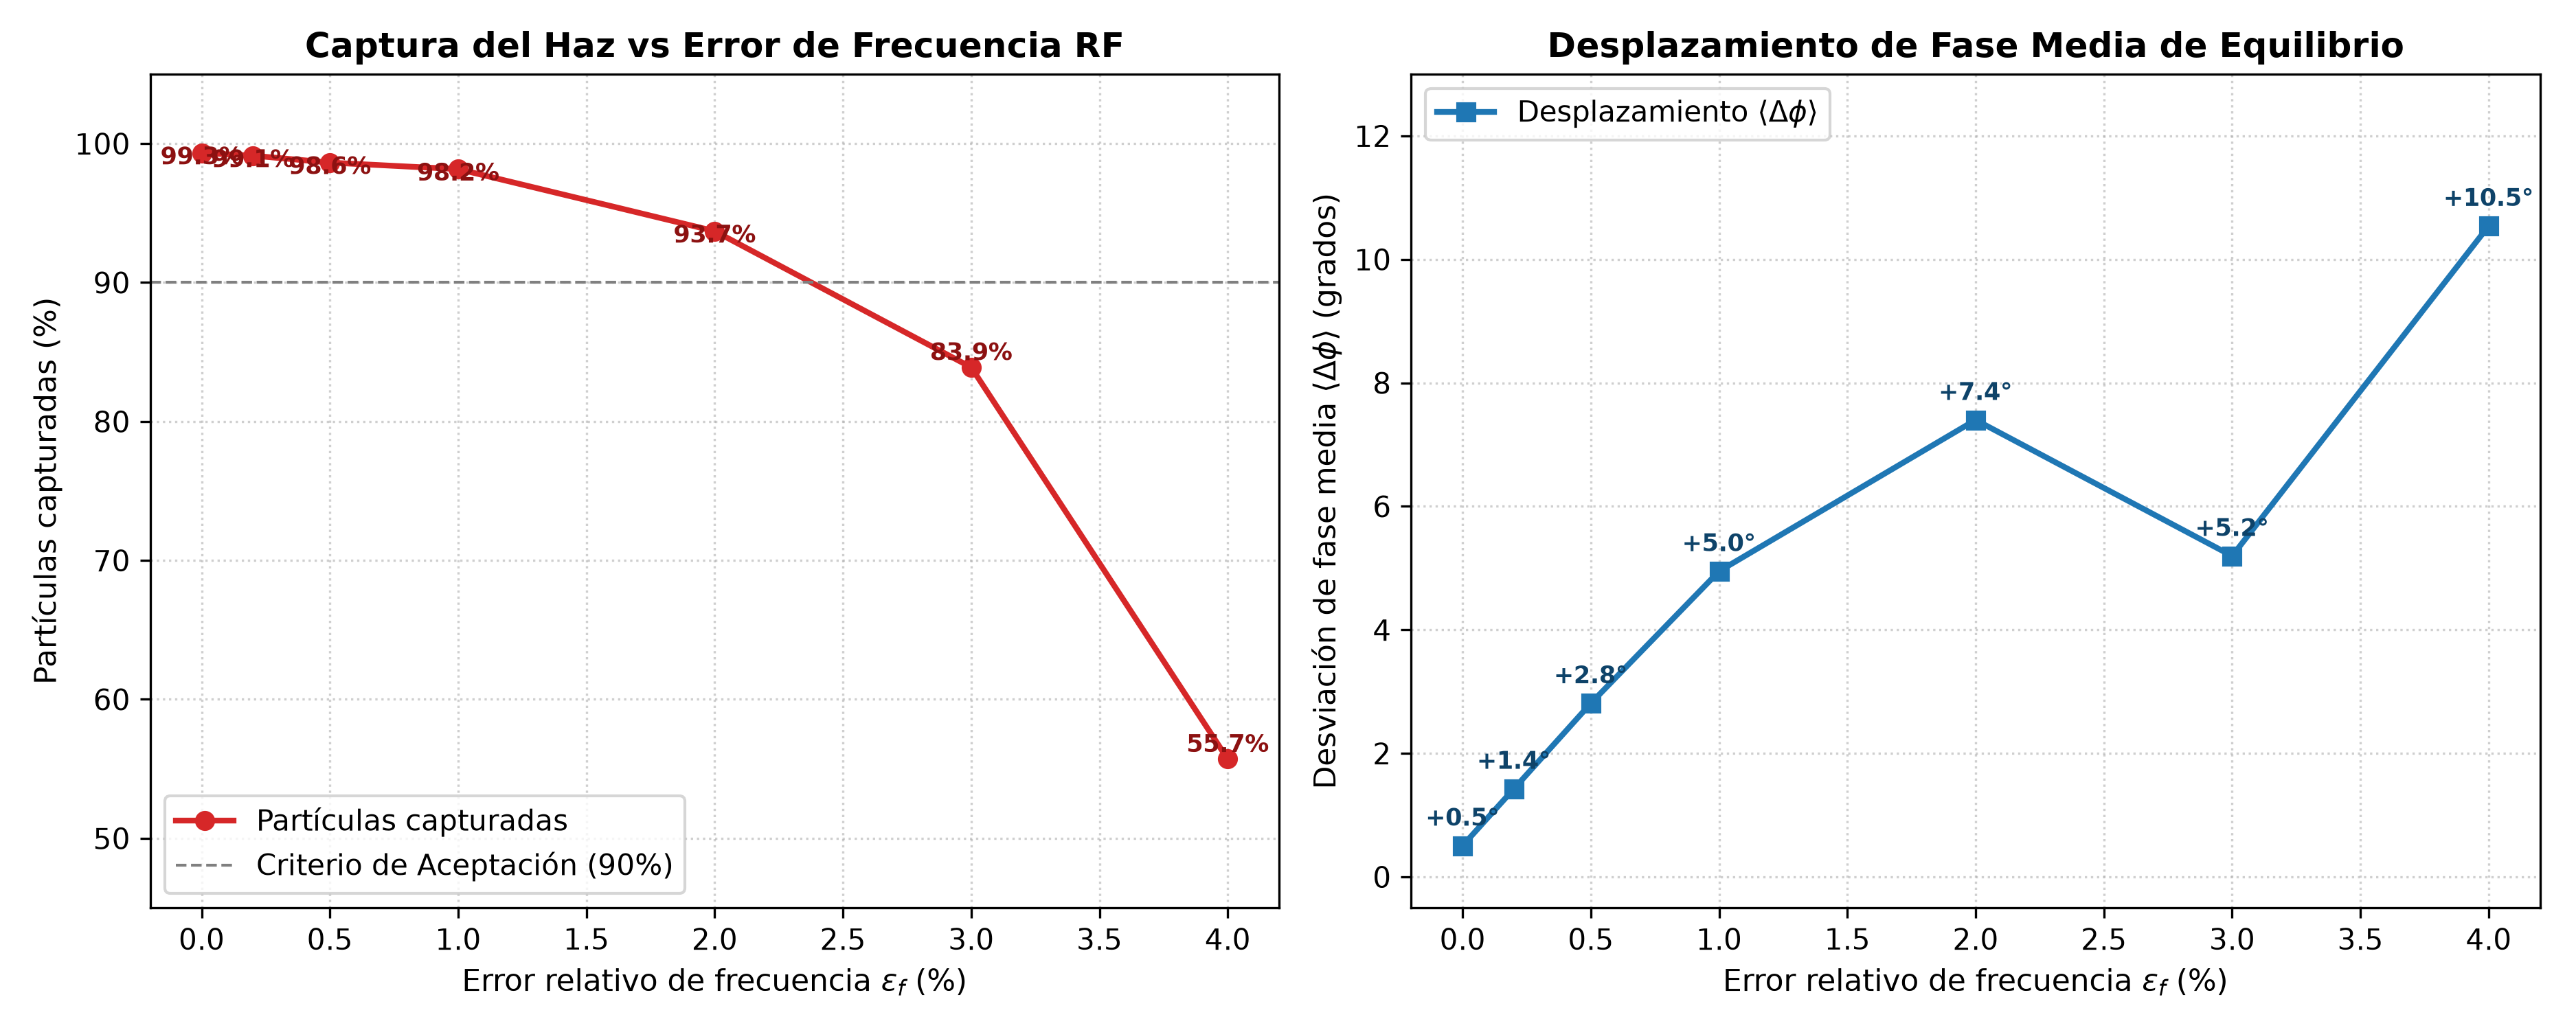 Captura del Haz vs Error de Frecuencia RF
Partículas capturadas (%)
100
90
80
70
60
50
99.3%
99.1%
98.6%
98.2%
93.7%
83.9%
55.7%
Partículas capturadas
Criterio de Aceptación (90%)
0.0 0.5 1.0 1.5 2.0 2.5 3.0 3.5 4.0
Error relativo de frecuencia εf (%)
Desplazamiento de Fase Media de Equilibrio
Desviación de fase media ⟨Δϕ⟩ (grados)
Desplazamiento ⟨Δϕ⟩
12
10
8
6
4
2
0
+0.5°
+1.4°
+2.8°
+5.0°
+7.4°
+5.2°
+10.5°
0.0 0.5 1.0 1.5 2.0 2.5 3.0 3.5 4.0
Error relativo de frecuencia εf (%)